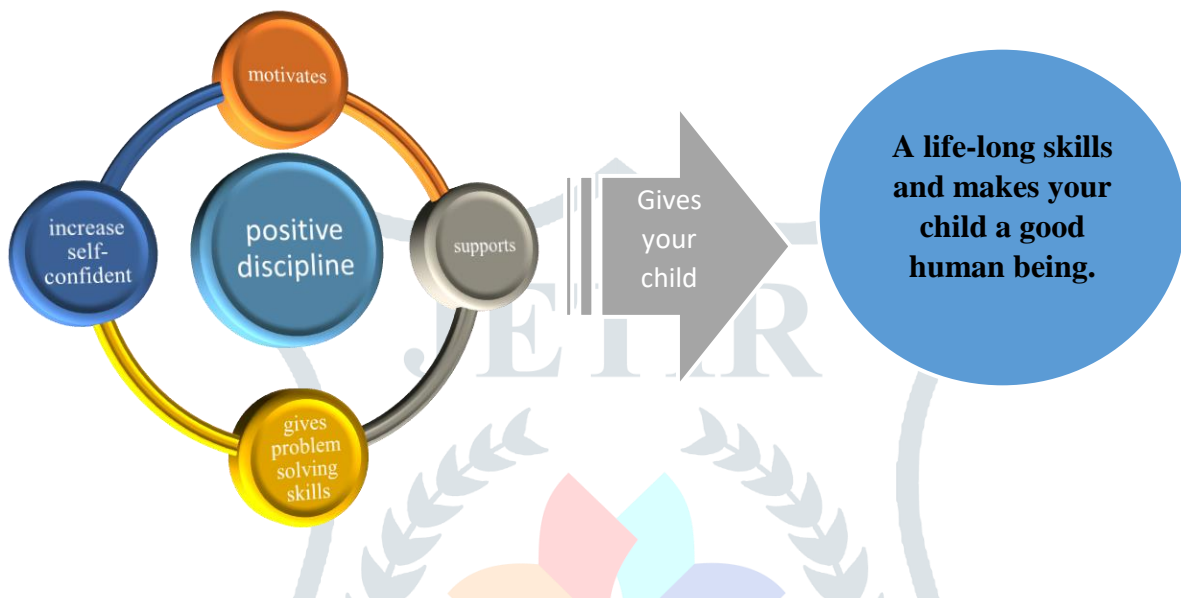 motivates
increase
self-
confident
positive
discipline
supports
gives
problem
solving
skills
Gives
your
child
A life-long skills
and makes your
child a good
human being.
JETIR